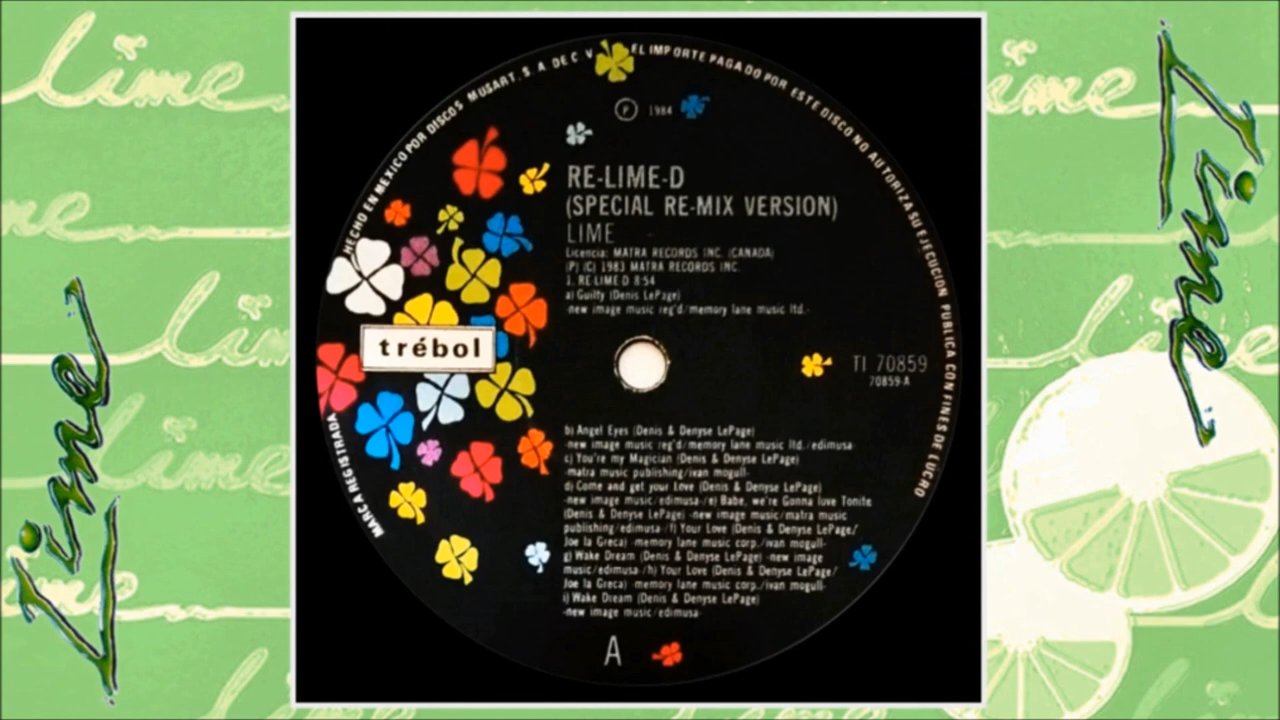 lime
lime
lime
lime
lime
Lime
Lime
HECHO EN MEXICO POR DISCOS MUSART, S. A. DE C V EL IMPORTE PAGADO POR ESTE DISCO NO AUTORIZA SU EJECUCION PUBLICA CON FINES DE LUCRO
MARCA REGISTRADA
P 1984
RE-LIME-D
(SPECIAL RE-MIX VERSION)
LIME
Licencia: MATRA RECORDS INC. (CANADA)
(P) (C) 1983 MATRA RECORDS INC.
1. RE LIME D 8:54
a) Guilty (Denis LePage)
-new image music reg'd/memory lane music ltd.-
trébol
TI 70859
70859-A
b) Angel Eyes (Denis & Denyse LePage)
-new image music reg'd/memory lane music ltd./edimusa-
c) You're my Magician (Denis & Denyse LePage)
-matra music publishing/ivan mogull-
d) Come and get your Love (Denis & Denyse LePage)
-new image music/edimusa-/e) Babe, we're Gonna love Tonite
(Denis & Denyse LePage) -new image music/matra music
publishing/edimusa-/f) Your Love (Denis & Denyse LePage/
Joe la Greca) -memory lane music corp./ivan mogull-
g) Wake Dream (Denis & Denyse LePage) -new image
music/edimusa-/h) Your Love (Denis & Denyse LePage/
Joe la Greca) -memory lane music corp./ivan mogull-
i) Wake Dream (Denis & Denyse LePage)
-new image music/edimusa-
A